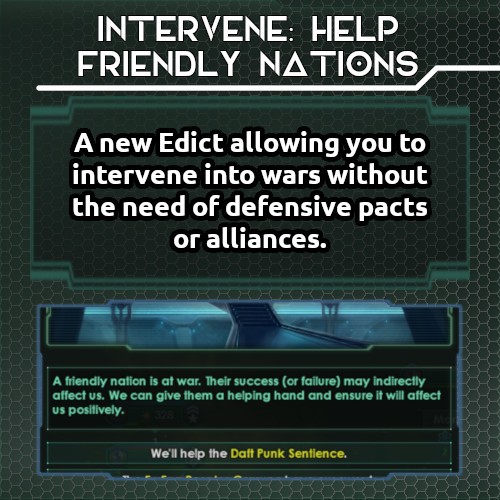 INTERVENE: HELP
FRIENDLY NATIONS
A new Edict allowing you to
intervene into wars without
the need of defensive pacts
or alliances.
A friendly nation is at war. Their success (or failure) may indirectly
affect us. We can give them a helping hand and ensure it will affect
us positively.
We'll help the Daft Punk Sentience.